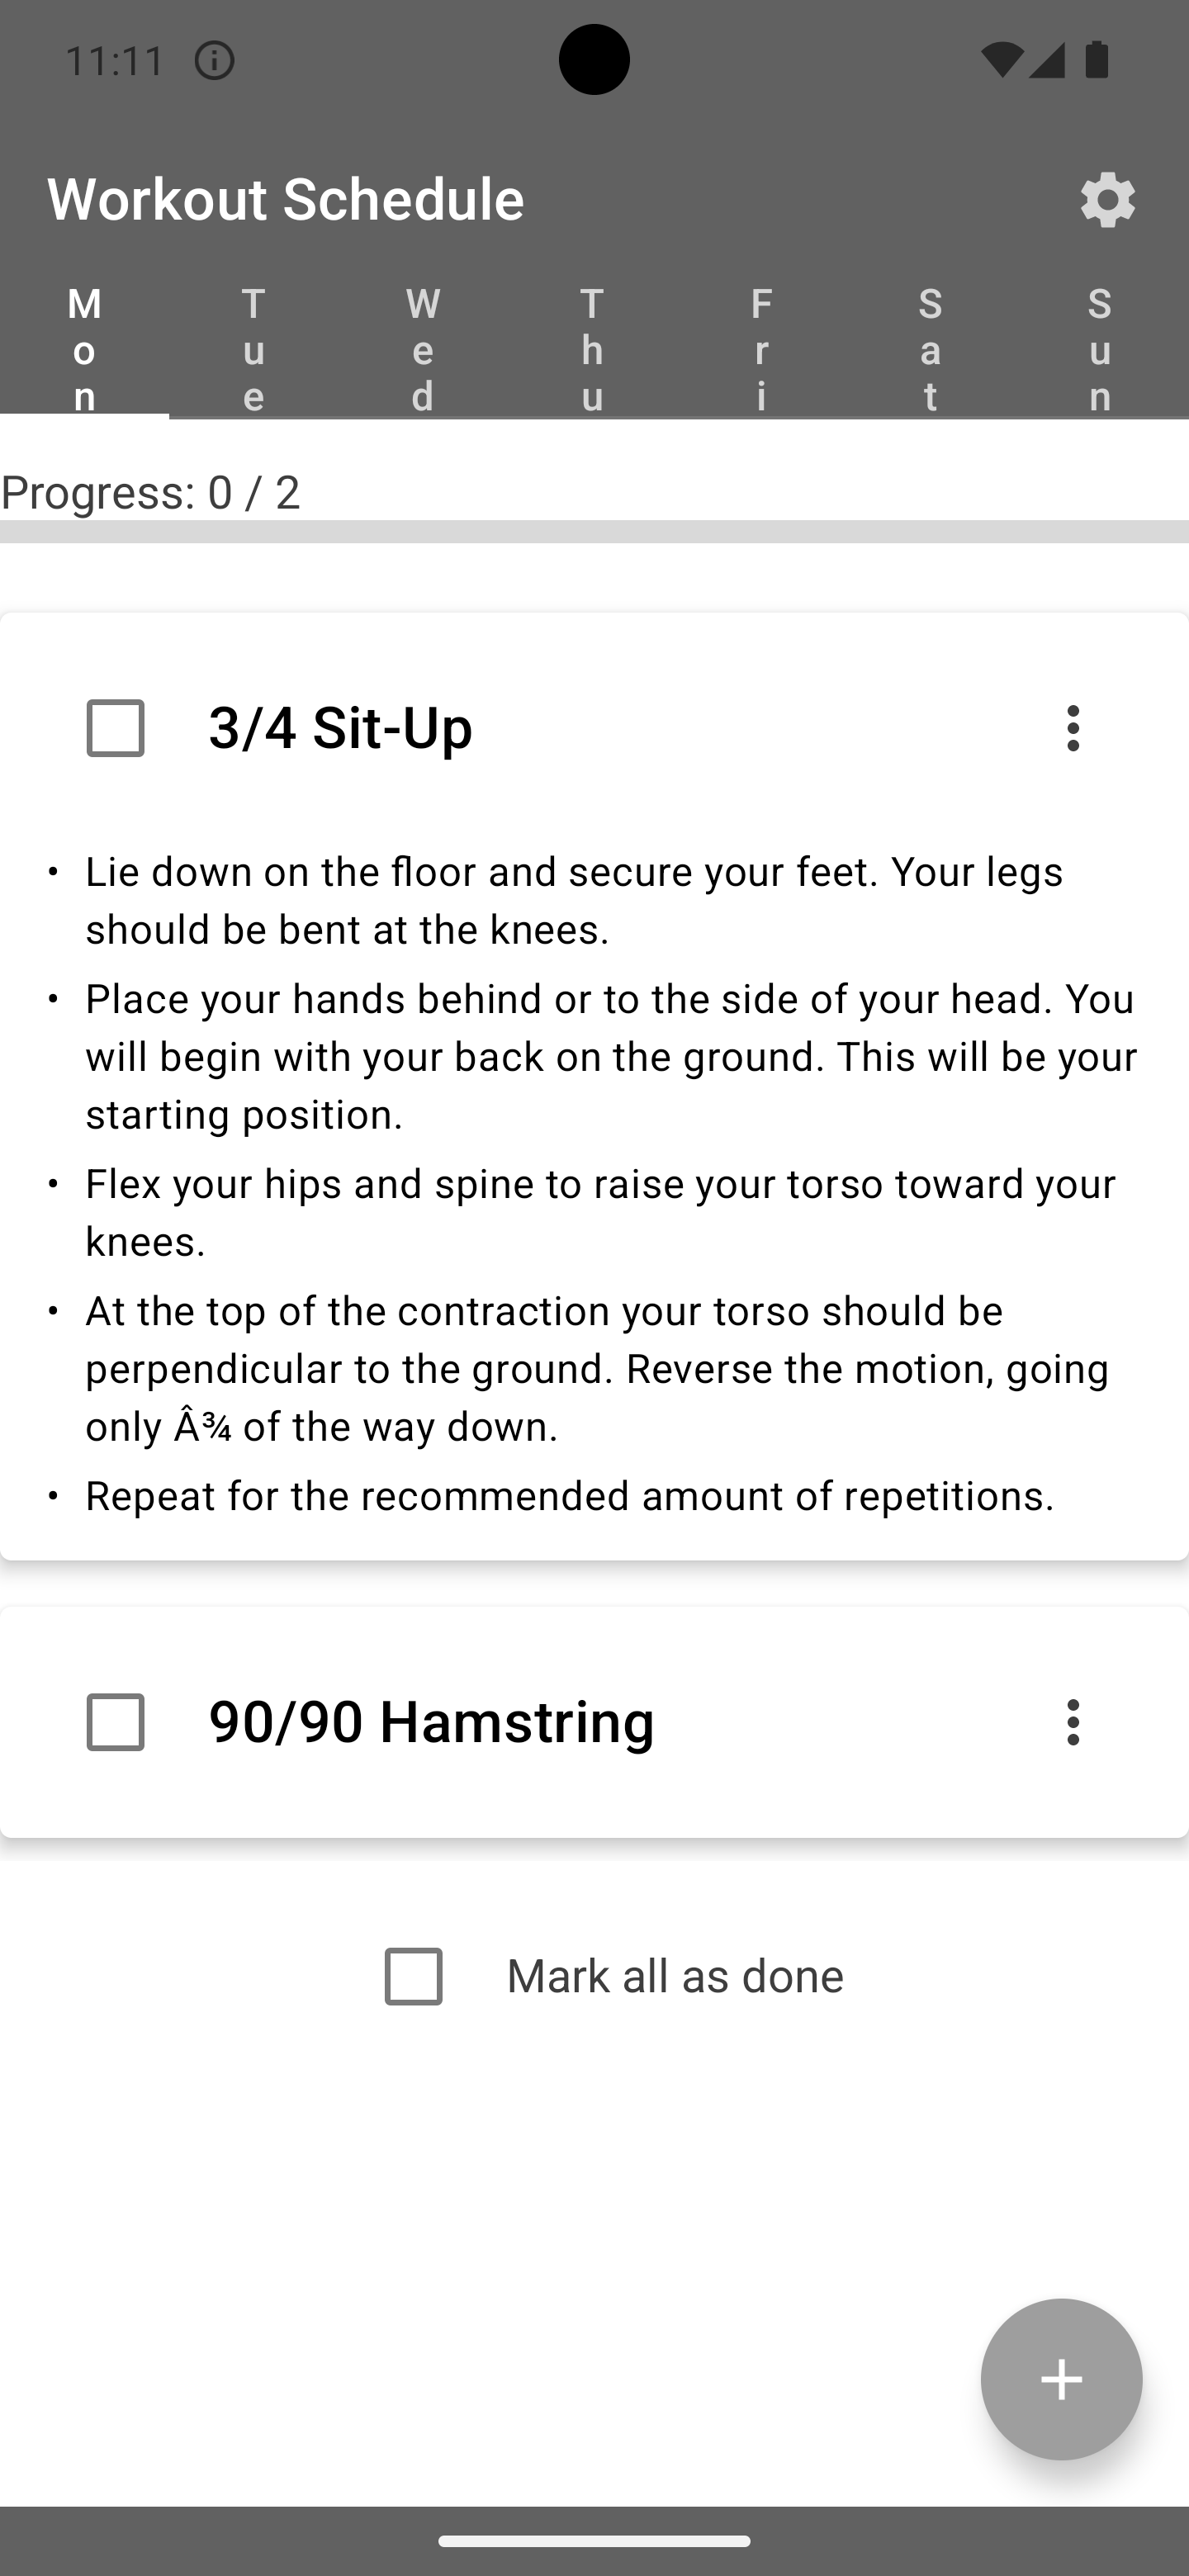 11:11
Workout Schedule
Mon Tue Wed Thu Fri Sat Sun
Progress: 0 / 2
3/4 Sit-Up
• Lie down on the floor and secure your feet. Your legs
should be bent at the knees.
• Place your hands behind or to the side of your head. You
will begin with your back on the ground. This will be your
starting position.
• Flex your hips and spine to raise your torso toward your
knees.
• At the top of the contraction your torso should be
perpendicular to the ground. Reverse the motion, going
only Â¾ of the way down.
• Repeat for the recommended amount of repetitions.
90/90 Hamstring
Mark all as done